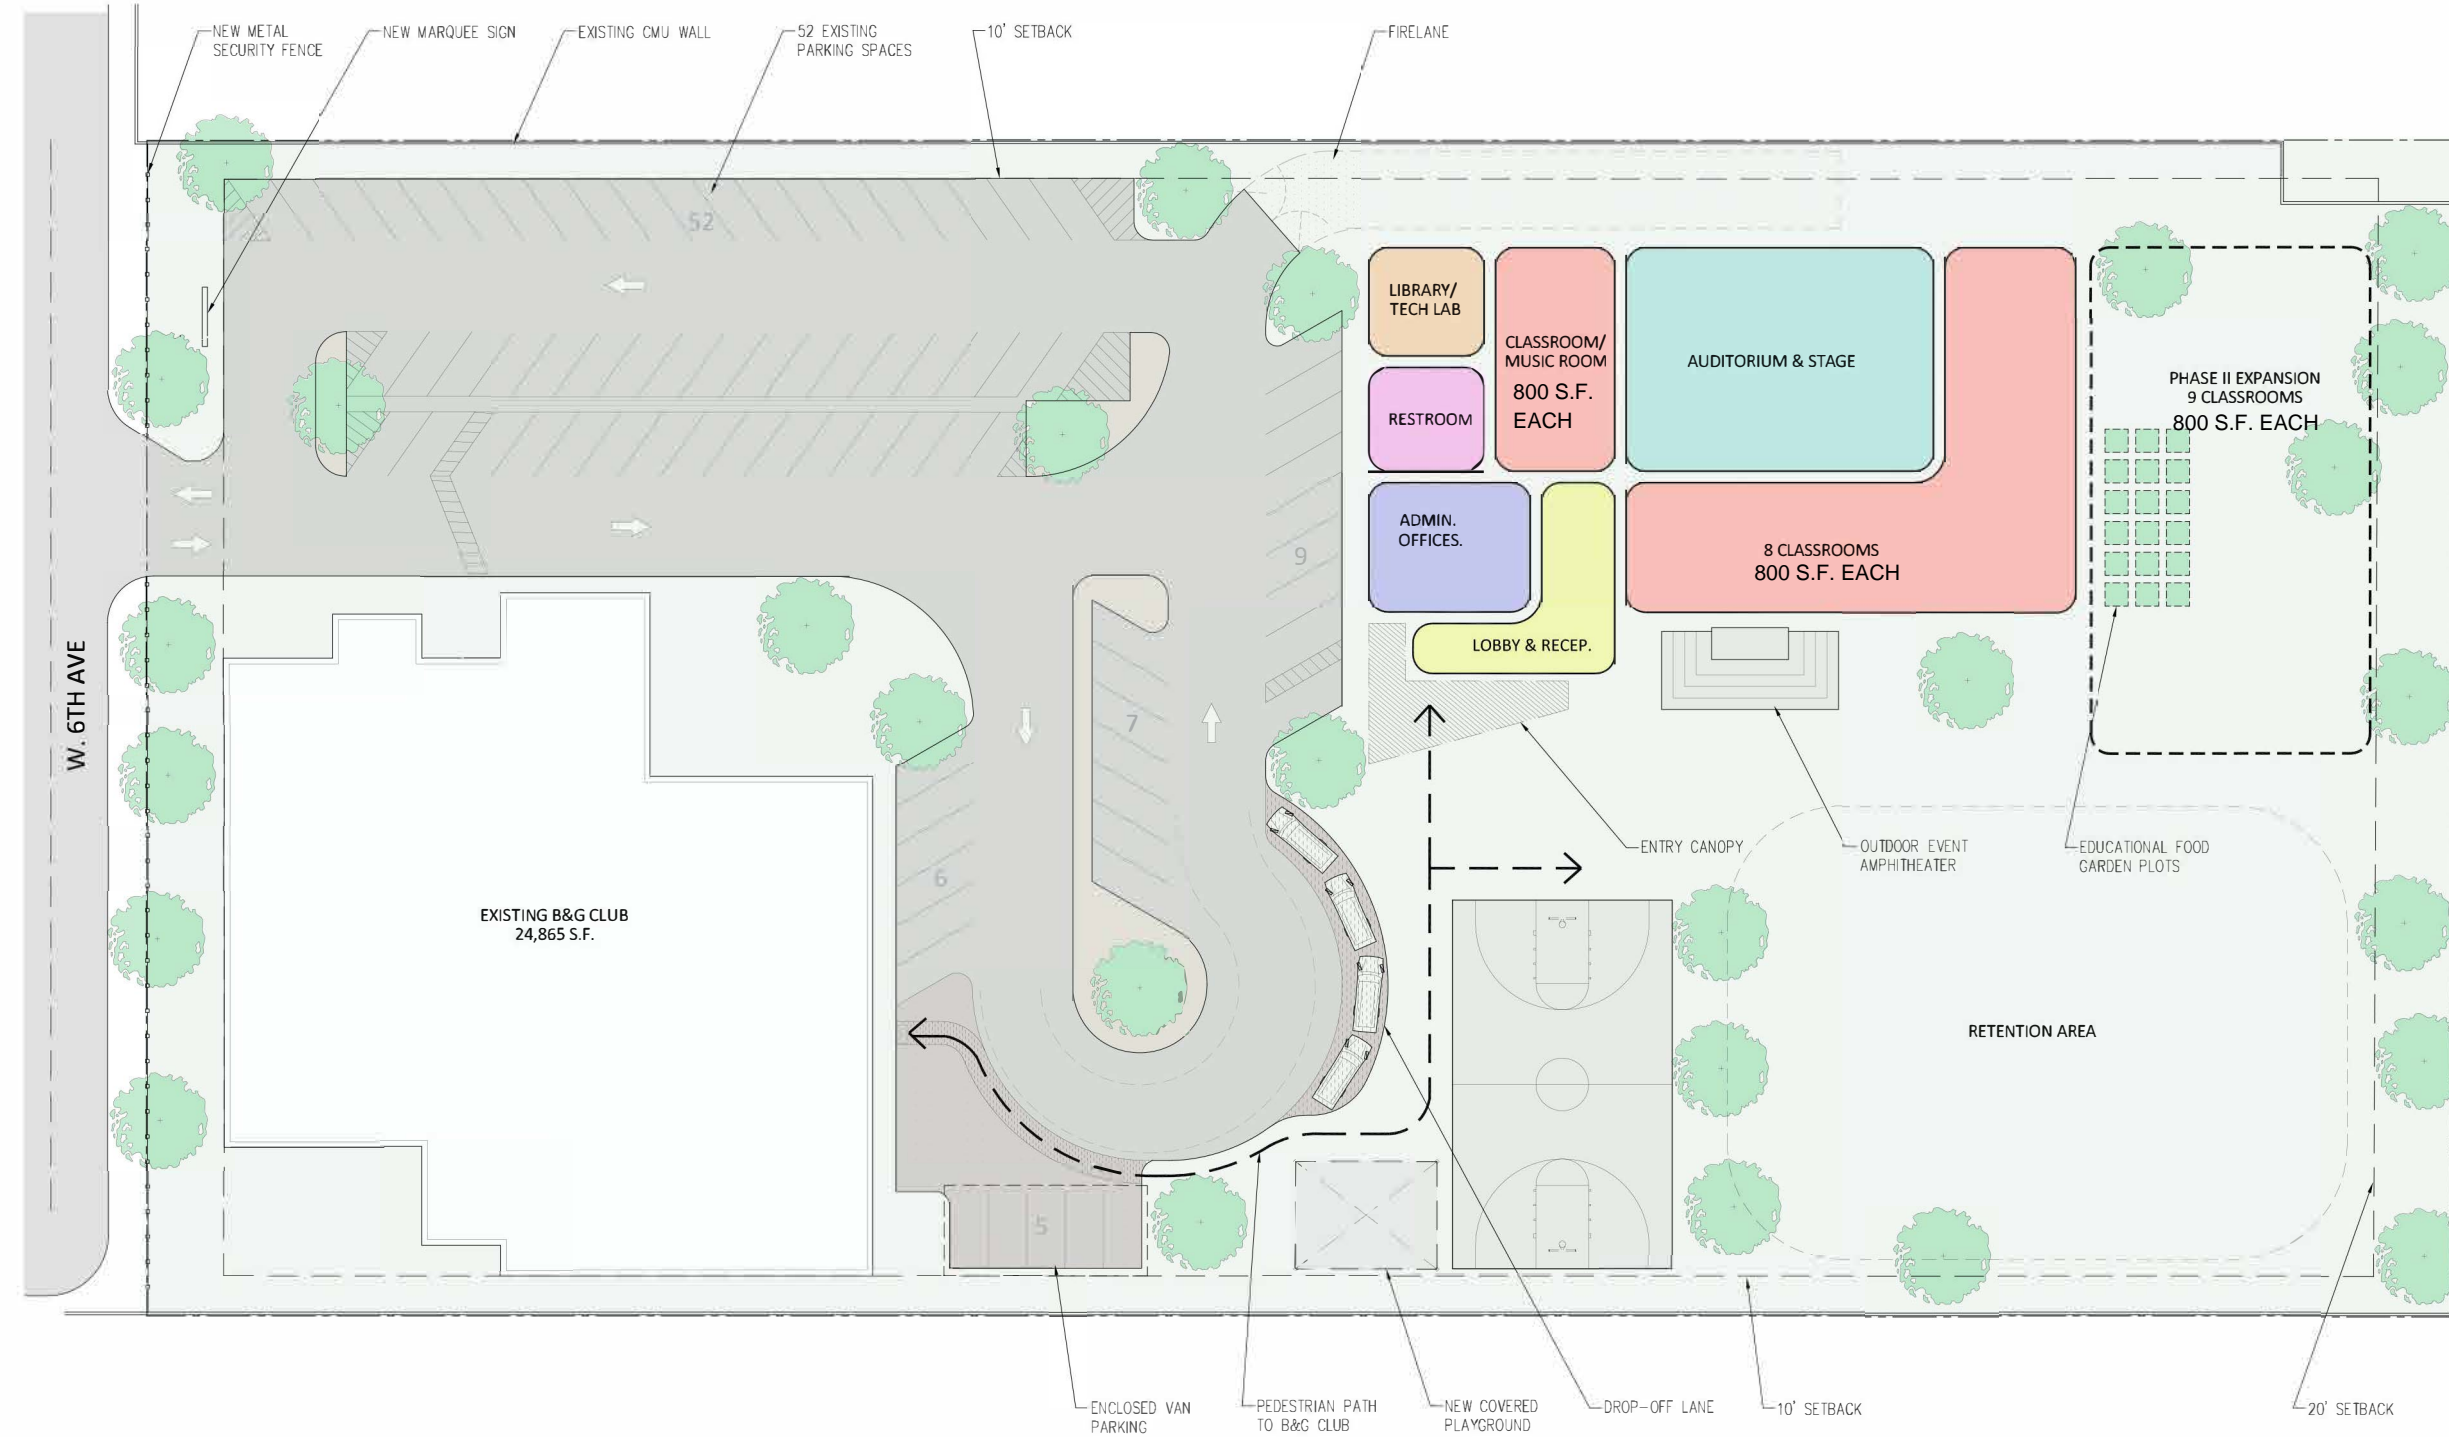 NEW METAL
SECURITY FENCE
NEW MARQUEE SIGN
EXISTING CMU WALL
52 EXISTING
PARKING SPACES
10' SETBACK
FIRELANE
52
LIBRARY/
TECH LAB
CLASSROOM/
MUSIC ROOM
800 S.F.
EACH
AUDITORIUM & STAGE
PHASE II EXPANSION
9 CLASSROOMS
800 S.F. EACH
RESTROOM
ADMIN.
OFFICES.
9
8 CLASSROOMS
800 S.F. EACH
LOBBY & RECEP.
W. 6TH AVE
7
6
ENTRY CANOPY
OUTDOOR EVENT
AMPHITHEATER
EDUCATIONAL FOOD
GARDEN PLOTS
EXISTING B&G CLUB
24,865 S.F.
RETENTION AREA
5
ENCLOSED VAN
PARKING
PEDESTRIAN PATH
TO B&G CLUB
NEW COVERED
PLAYGROUND
DROP-OFF LANE
10' SETBACK
20' SETBACK